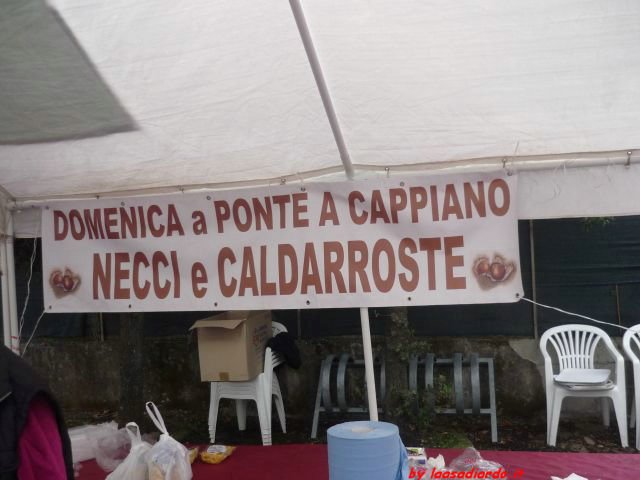 DOMENICA a PONTE A CAPPIANO
NECCI e CALDARROSTE